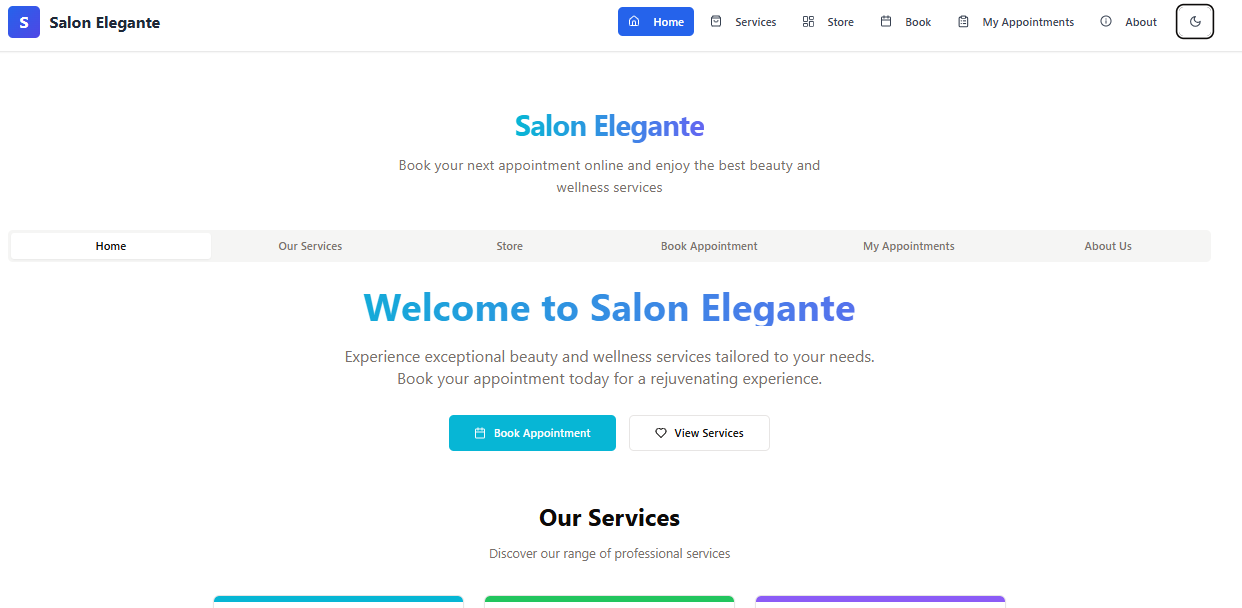 S Salon Elegante Home Services Store Book My Appointments About
Salon Elegante
Book your next appointment online and enjoy the best beauty and
wellness services
Home Our Services Store Book Appointment My Appointments About Us
Welcome to Salon Elegante
Experience exceptional beauty and wellness services tailored to your needs.
Book your appointment today for a rejuvenating experience.
Book Appointment View Services
Our Services
Discover our range of professional services